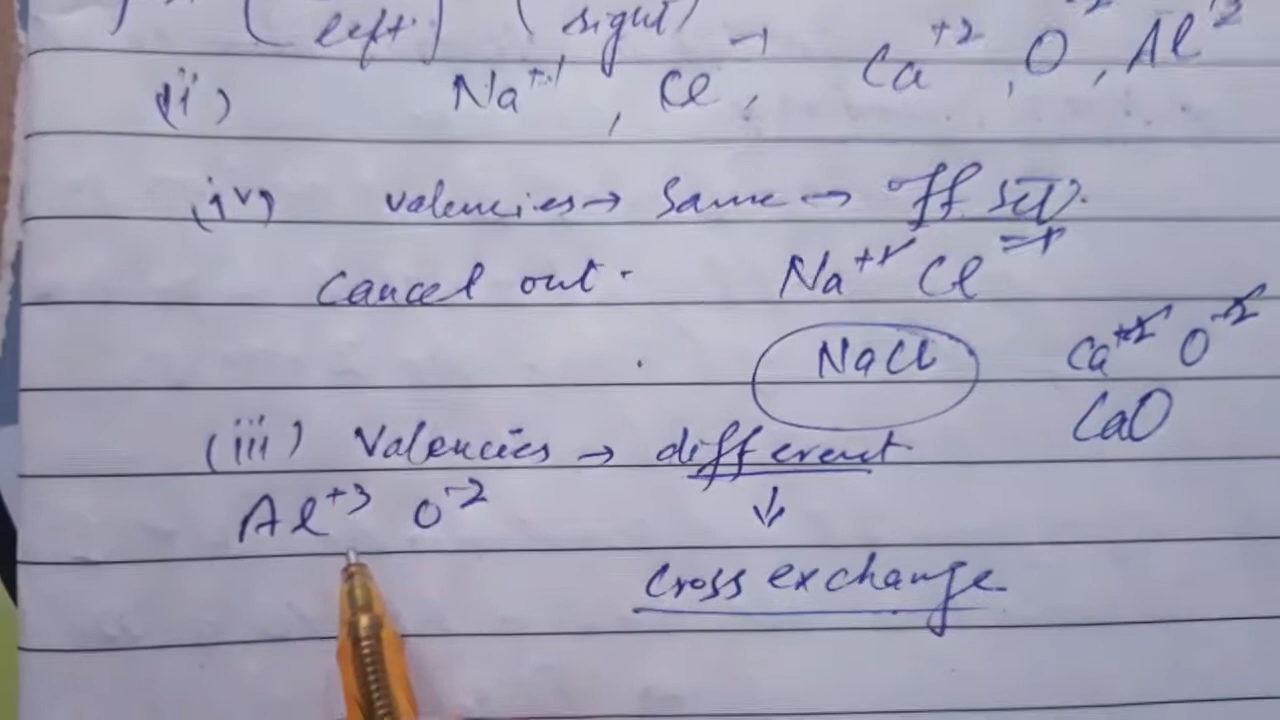 ( left ) ( right )
(ii) Na⁺¹, Cl⁻¹, Ca⁺², O⁻², Al
(iv) Valencies → Same → Off set.
Cancel out. Na⁺¹ Cl⁻¹
NaCl Ca⁺² O⁻²
CaO
(iii) Valencies → different
Al⁺³ O⁻² ↓
Cross exchange